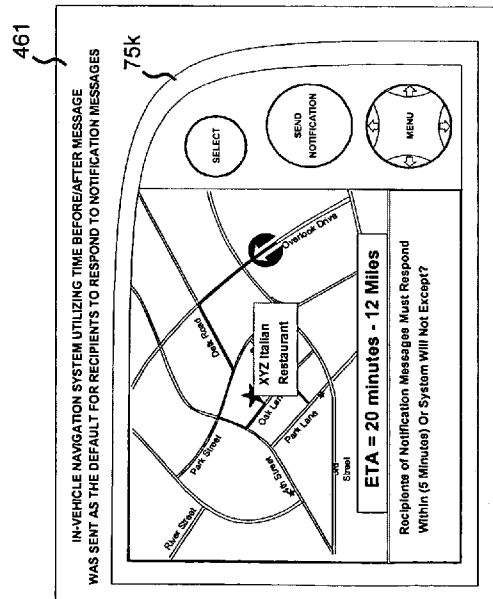 461
IN-VEHICLE NAVIGATION SYSTEM UTILIZING TIME BEFORE/AFTER MESSAGE
WAS SENT AS THE DEFAULT FOR RECIPIENTS TO RESPOND TO NOTIFICATION MESSAGES
75k
River Street
Park Street
Desk Road
Overlook Drive
XYZ Italian
Restaurant
Oak Lane
Park Lane
4th Street
3rd
Street
ETA = 20 minutes - 12 Miles
Recipients of Notification Messages Must Respond
Within (5 Minutes) Or System Will Not Except?
SELECT
SEND
NOTIFICATION
MENU